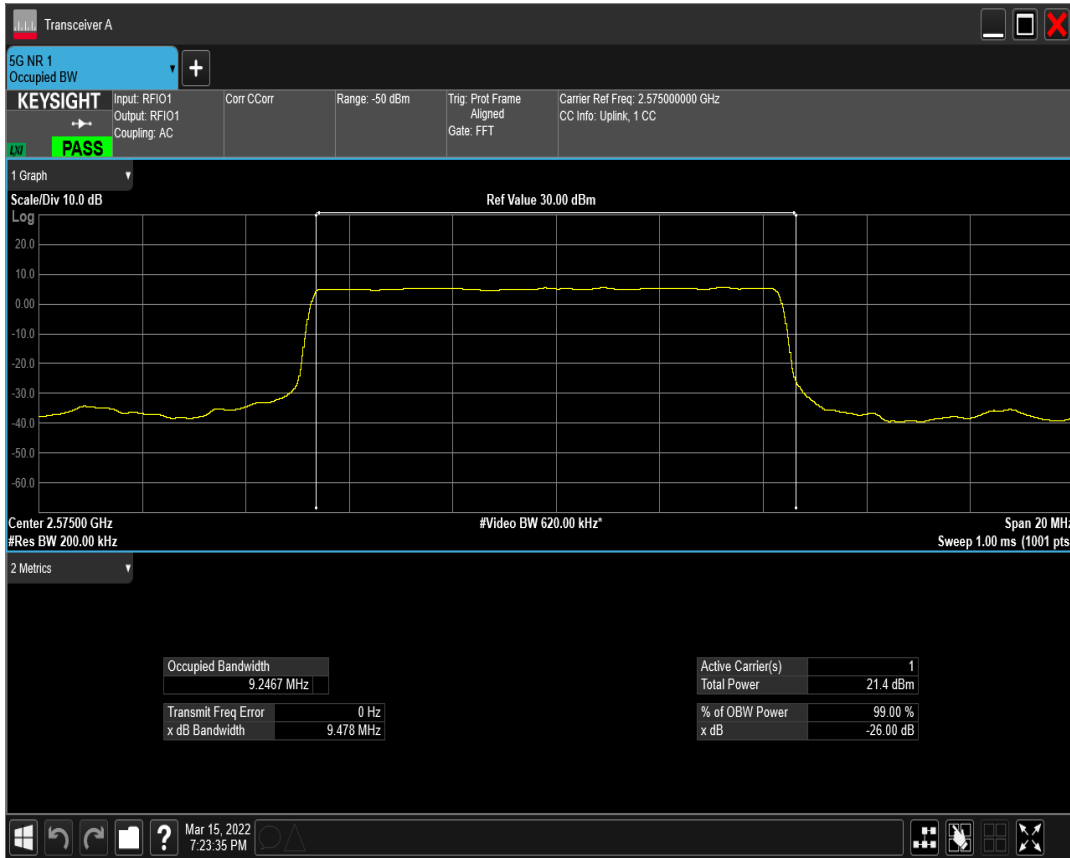 Transceiver A
5G NR 1
Occupied BW
KEYSIGHT
LXI
PASS
Input: RFIO1
Output: RFIO1
Coupling: AC
Corr CCorr
Range: -50 dBm
Trig: Prot Frame
Aligned
Gate: FFT
Carrier Ref Freq: 2.575000000 GHz
CC Info: Uplink, 1 CC
1 Graph
Scale/Div 10.0 dB
Ref Value 30.00 dBm
Log
20.0
10.0
0.00
-10.0
-20.0
-30.0
-40.0
-50.0
-60.0
Center 2.57500 GHz
#Video BW 620.00 kHz*
Span 20 MHz
#Res BW 200.00 kHz
Sweep 1.00 ms (1001 pts
2 Metrics
Occupied Bandwidth
9.2467 MHz
Transmit Freq Error 0 Hz
x dB Bandwidth 9.478 MHz
Active Carrier(s) 1
Total Power 21.4 dBm
% of OBW Power 99.00 %
x dB -26.00 dB
?
Mar 15, 2022
7:23:35 PM